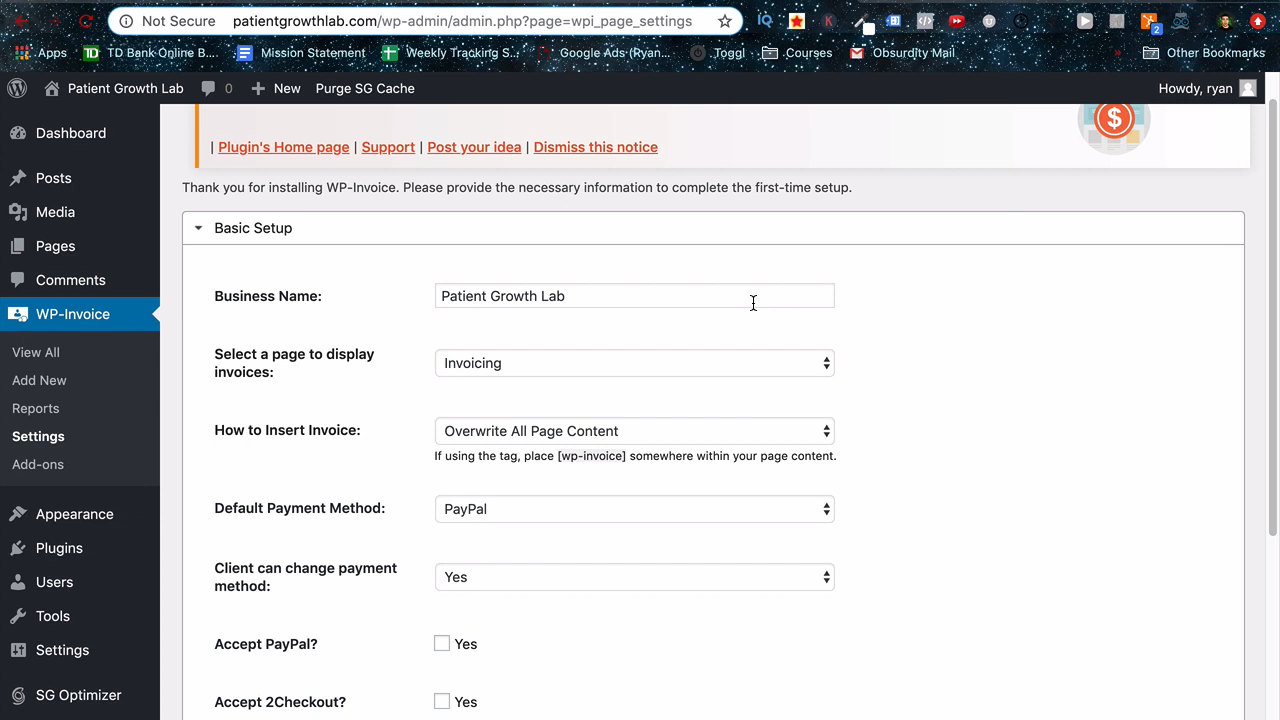 Not Secure patientgrowthlab.com/wp-admin/admin.php?page=wpi_page_settings
Apps TD Bank Online B... Mission Statement Weekly Tracking S... Google Ads (Ryan... Toggl Courses Absurdity Mail » Other Bookmarks
Patient Growth Lab 0 New Purge SG Cache Howdy, ryan
| Plugin's Home page | Support | Post your idea | Dismiss this notice
Thank you for installing WP-Invoice. Please provide the necessary information to complete the first-time setup.
Dashboard
Posts
Media
Pages
Comments
WP-Invoice
View All
Add New
Reports
Settings
Add-ons
Appearance
Plugins
Users
Tools
Settings
SG Optimizer
Basic Setup
Business Name: Patient Growth Lab
Select a page to display
invoices: Invoicing
How to Insert Invoice: Overwrite All Page Content
If using the tag, place [wp-invoice] somewhere within your page content.
Default Payment Method: PayPal
Client can change payment
method: Yes
Accept PayPal? Yes
Accept 2Checkout? Yes